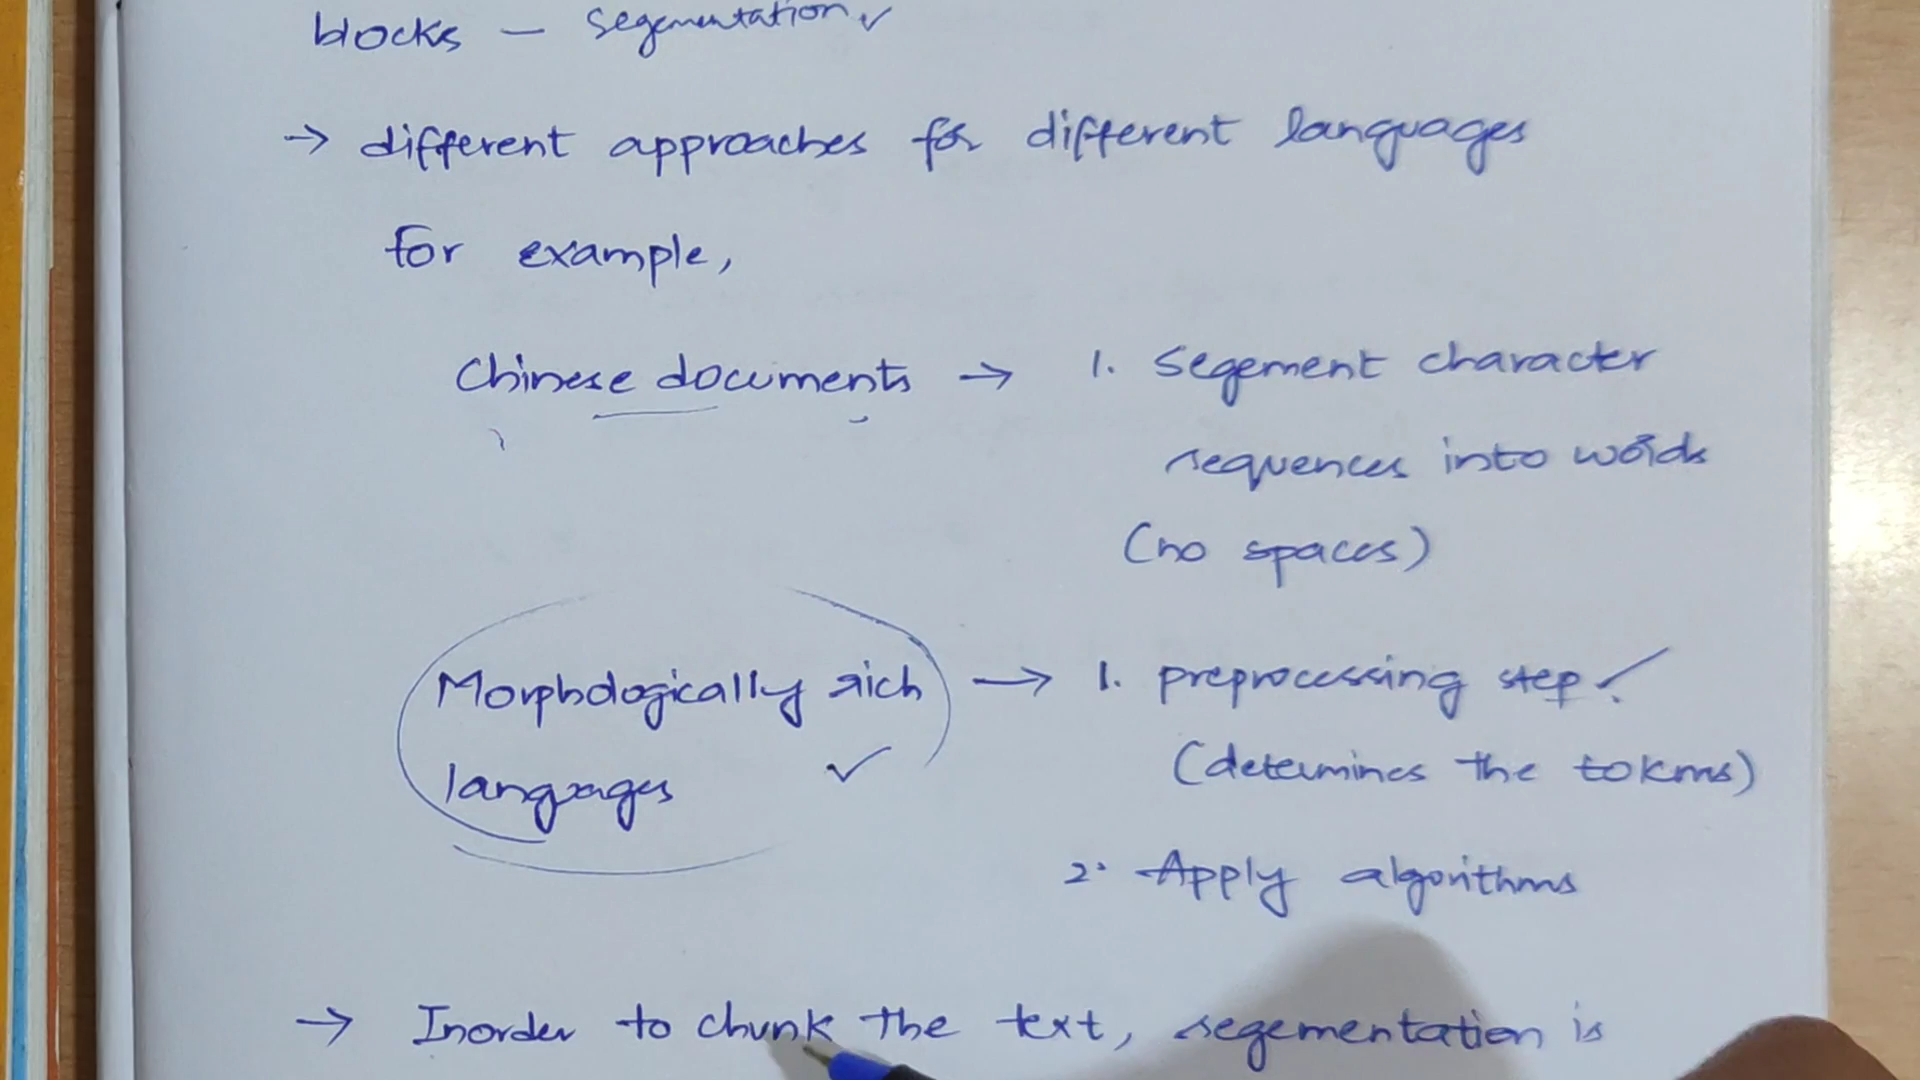 blocks – segementation ✓
→ different approaches for different languages
for example,
Chinese documents → 1. Segement character
sequences into words
(no spaces)
Morphologically rich → 1. preprocessing step ✓
languages ✓ (determines the tokens)
2. Apply algorithms
→ Inorder to chunk the text, segementation is